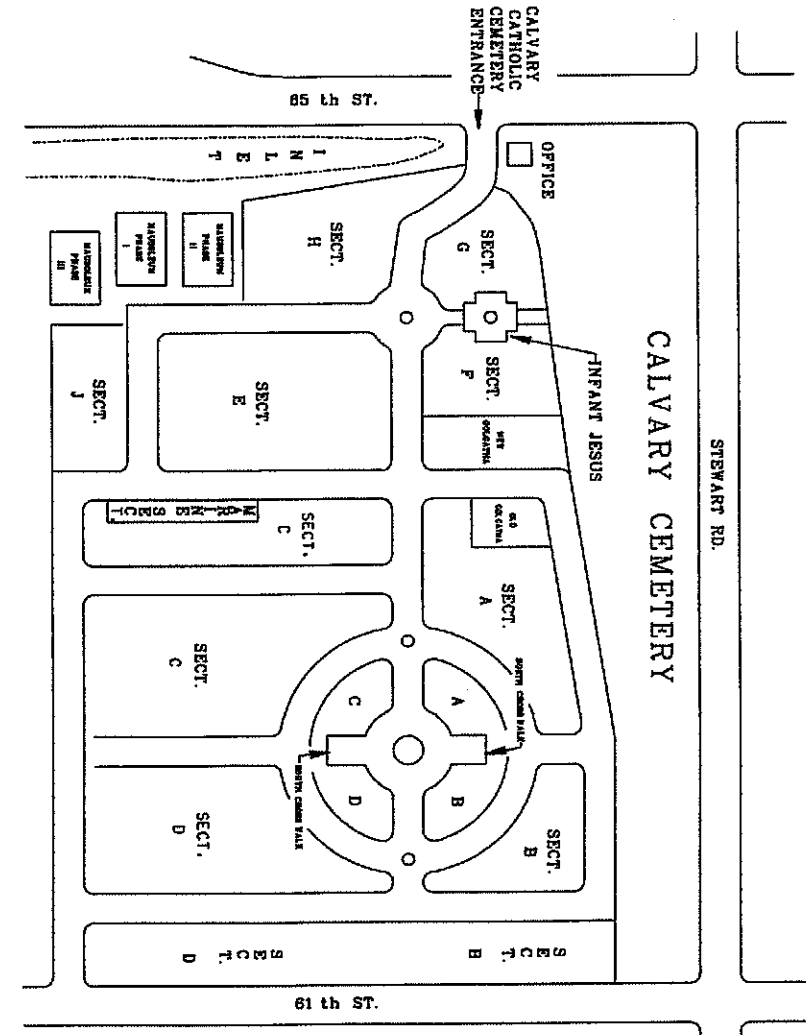 CALVARY
CATHOLIC
CEMETERY
ENTRANCE
65 th ST.
OFFICE
INLET
SECT.
H
SECT.
G
MAUSOLEUM
PHASE
I
MAUSOLEUM
PHASE
II
MAUSOLEUM
PHASE
III
INFANT JESUS
CALVARY CEMETERY
STEWART RD.
SECT.
J
SECT.
E
SECT.
F
NEW
GOLGATHA
OLD
GOLGATHA
MARINE SECT.
SECT.
C
SECT.
A
SECT.
C
NORTH CROSS WALK
A
C
B
D
NORTH CROSS WALK
SECT.
D
SECT.
B
SECT.
D
SECT.
B
61 th ST.